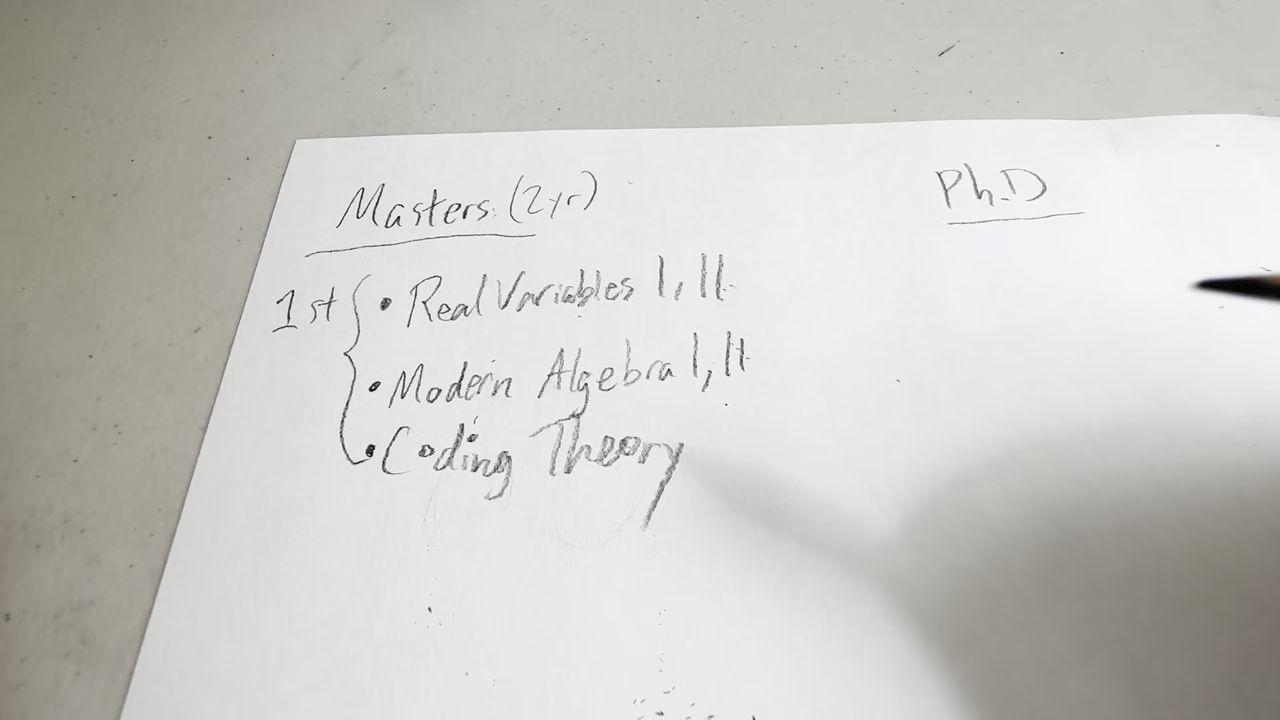 Masters: (2yr)
Ph.D
1st { • Real Variables I, II.
• Modern Algebra I, II
• Coding Theory